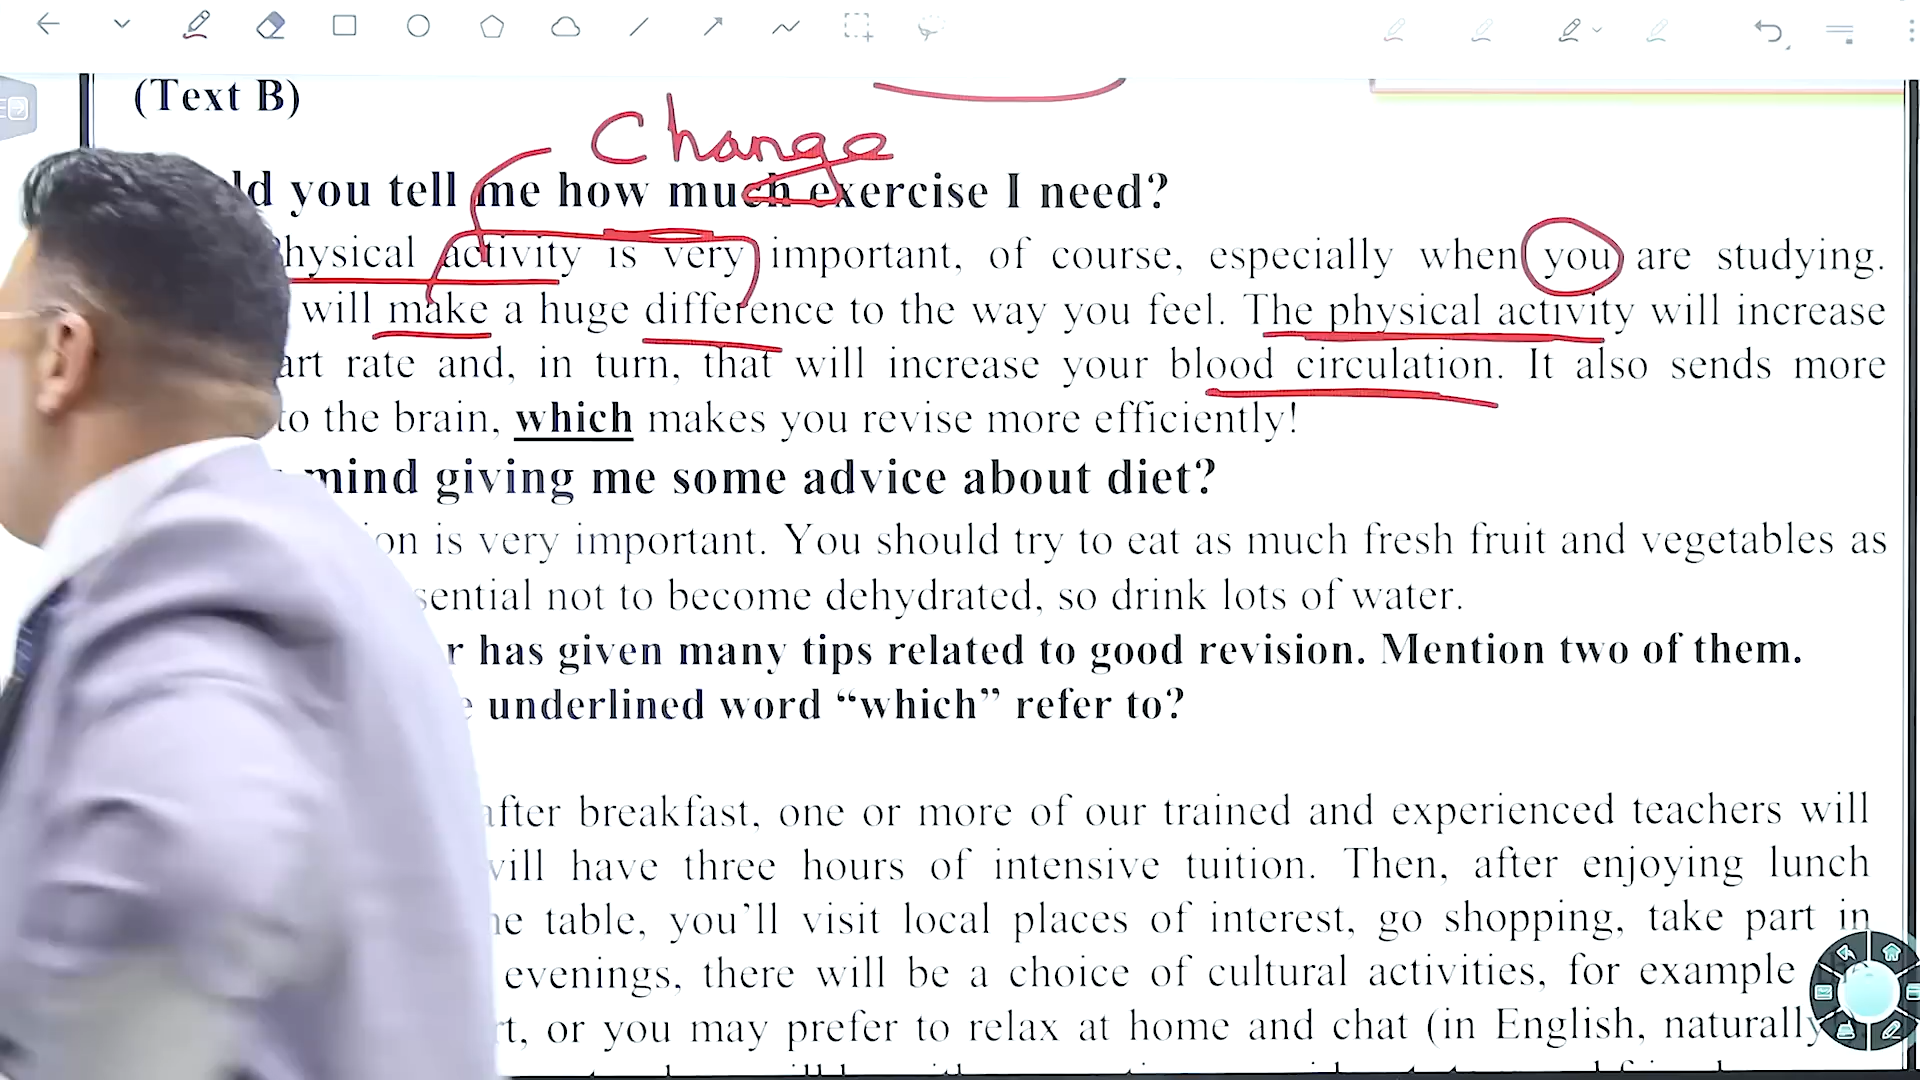 (Text B)
Change
you tell me how much exercise I need?
activity is very important, of course, especially when you are studying.
will make a huge difference to the way you feel. The physical activity will increase
rate and, in turn, that will increase your blood circulation. It also sends more
to the brain, which makes you revise more efficiently!
mind giving me some advice about diet?
is very important. You should try to eat as much fresh fruit and vegetables as
not to become dehydrated, so drink lots of water.
has given many tips related to good revision. Mention two of them.
underlined word “which” refer to?
after breakfast, one or more of our trained and experienced teachers will
will have three hours of intensive tuition. Then, after enjoying lunch
table, you’ll visit local places of interest, go shopping, take part in
evenings, there will be a choice of cultural activities, for example
or you may prefer to relax at home and chat (in English, naturally